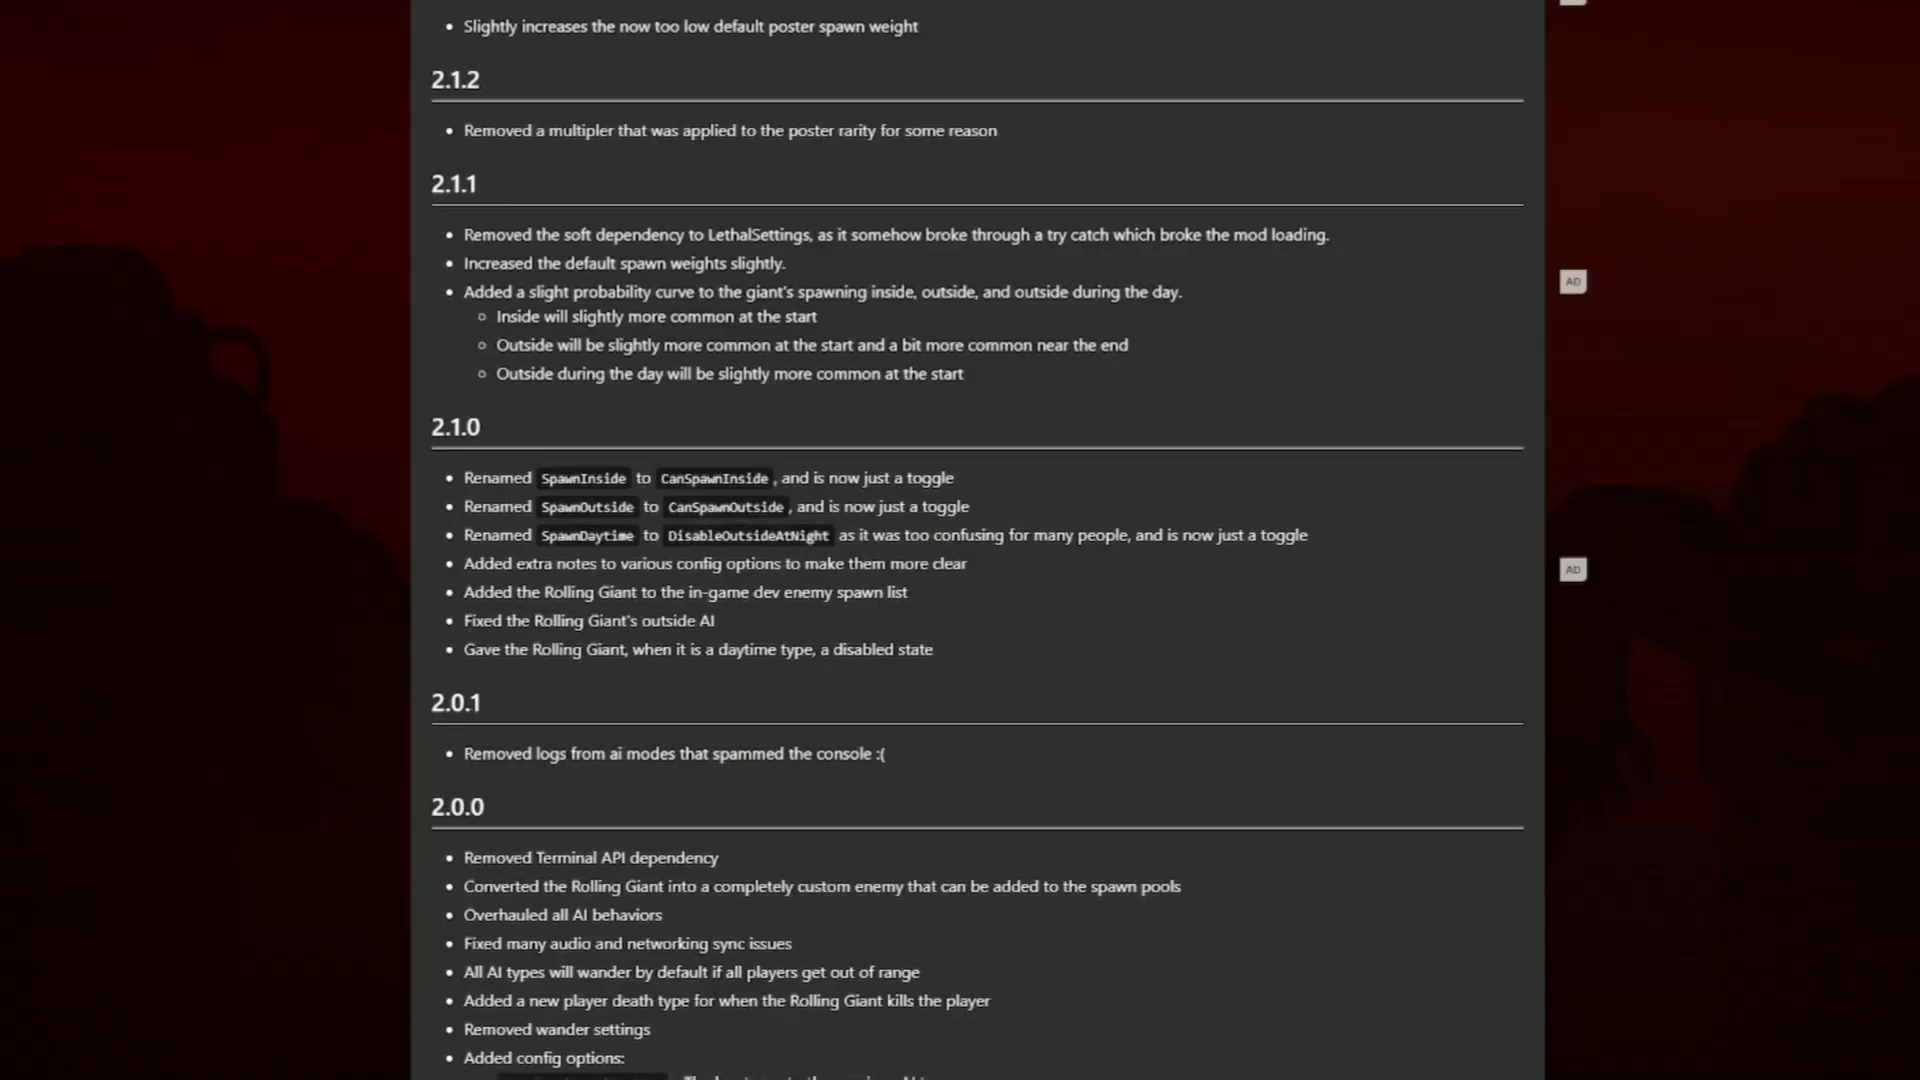 Slightly increases the now too low default poster spawn weight
2.1.2
Removed a multipler that was applied to the poster rarity for some reason
2.1.1
Removed the soft dependency to LethalSettings, as it somehow broke through a try catch which broke the mod loading.
Increased the default spawn weights slightly.
Added a slight probability curve to the giant's spawning inside, outside, and outside during the day.
Inside will slightly more common at the start
Outside will be slightly more common at the start and a bit more common near the end
Outside during the day will be slightly more common at the start
2.1.0
Renamed SpawnInside to CanSpawnInside, and is now just a toggle
Renamed SpawnOutside to CanSpawnOutside, and is now just a toggle
Renamed SpawnDaytime to DisableOutsideAtNight as it was too confusing for many people, and is now just a toggle
Added extra notes to various config options to make them more clear
Added the Rolling Giant to the in-game dev enemy spawn list
Fixed the Rolling Giant's outside AI
Gave the Rolling Giant, when it is a daytime type, a disabled state
2.0.1
Removed logs from ai modes that spammed the console :(
2.0.0
Removed Terminal API dependency
Converted the Rolling Giant into a completely custom enemy that can be added to the spawn pools
Overhauled all AI behaviors
Fixed many audio and networking sync issues
All AI types will wander by default if all players get out of range
Added a new player death type for when the Rolling Giant kills the player
Removed wander settings
Added config options:
AD
AD